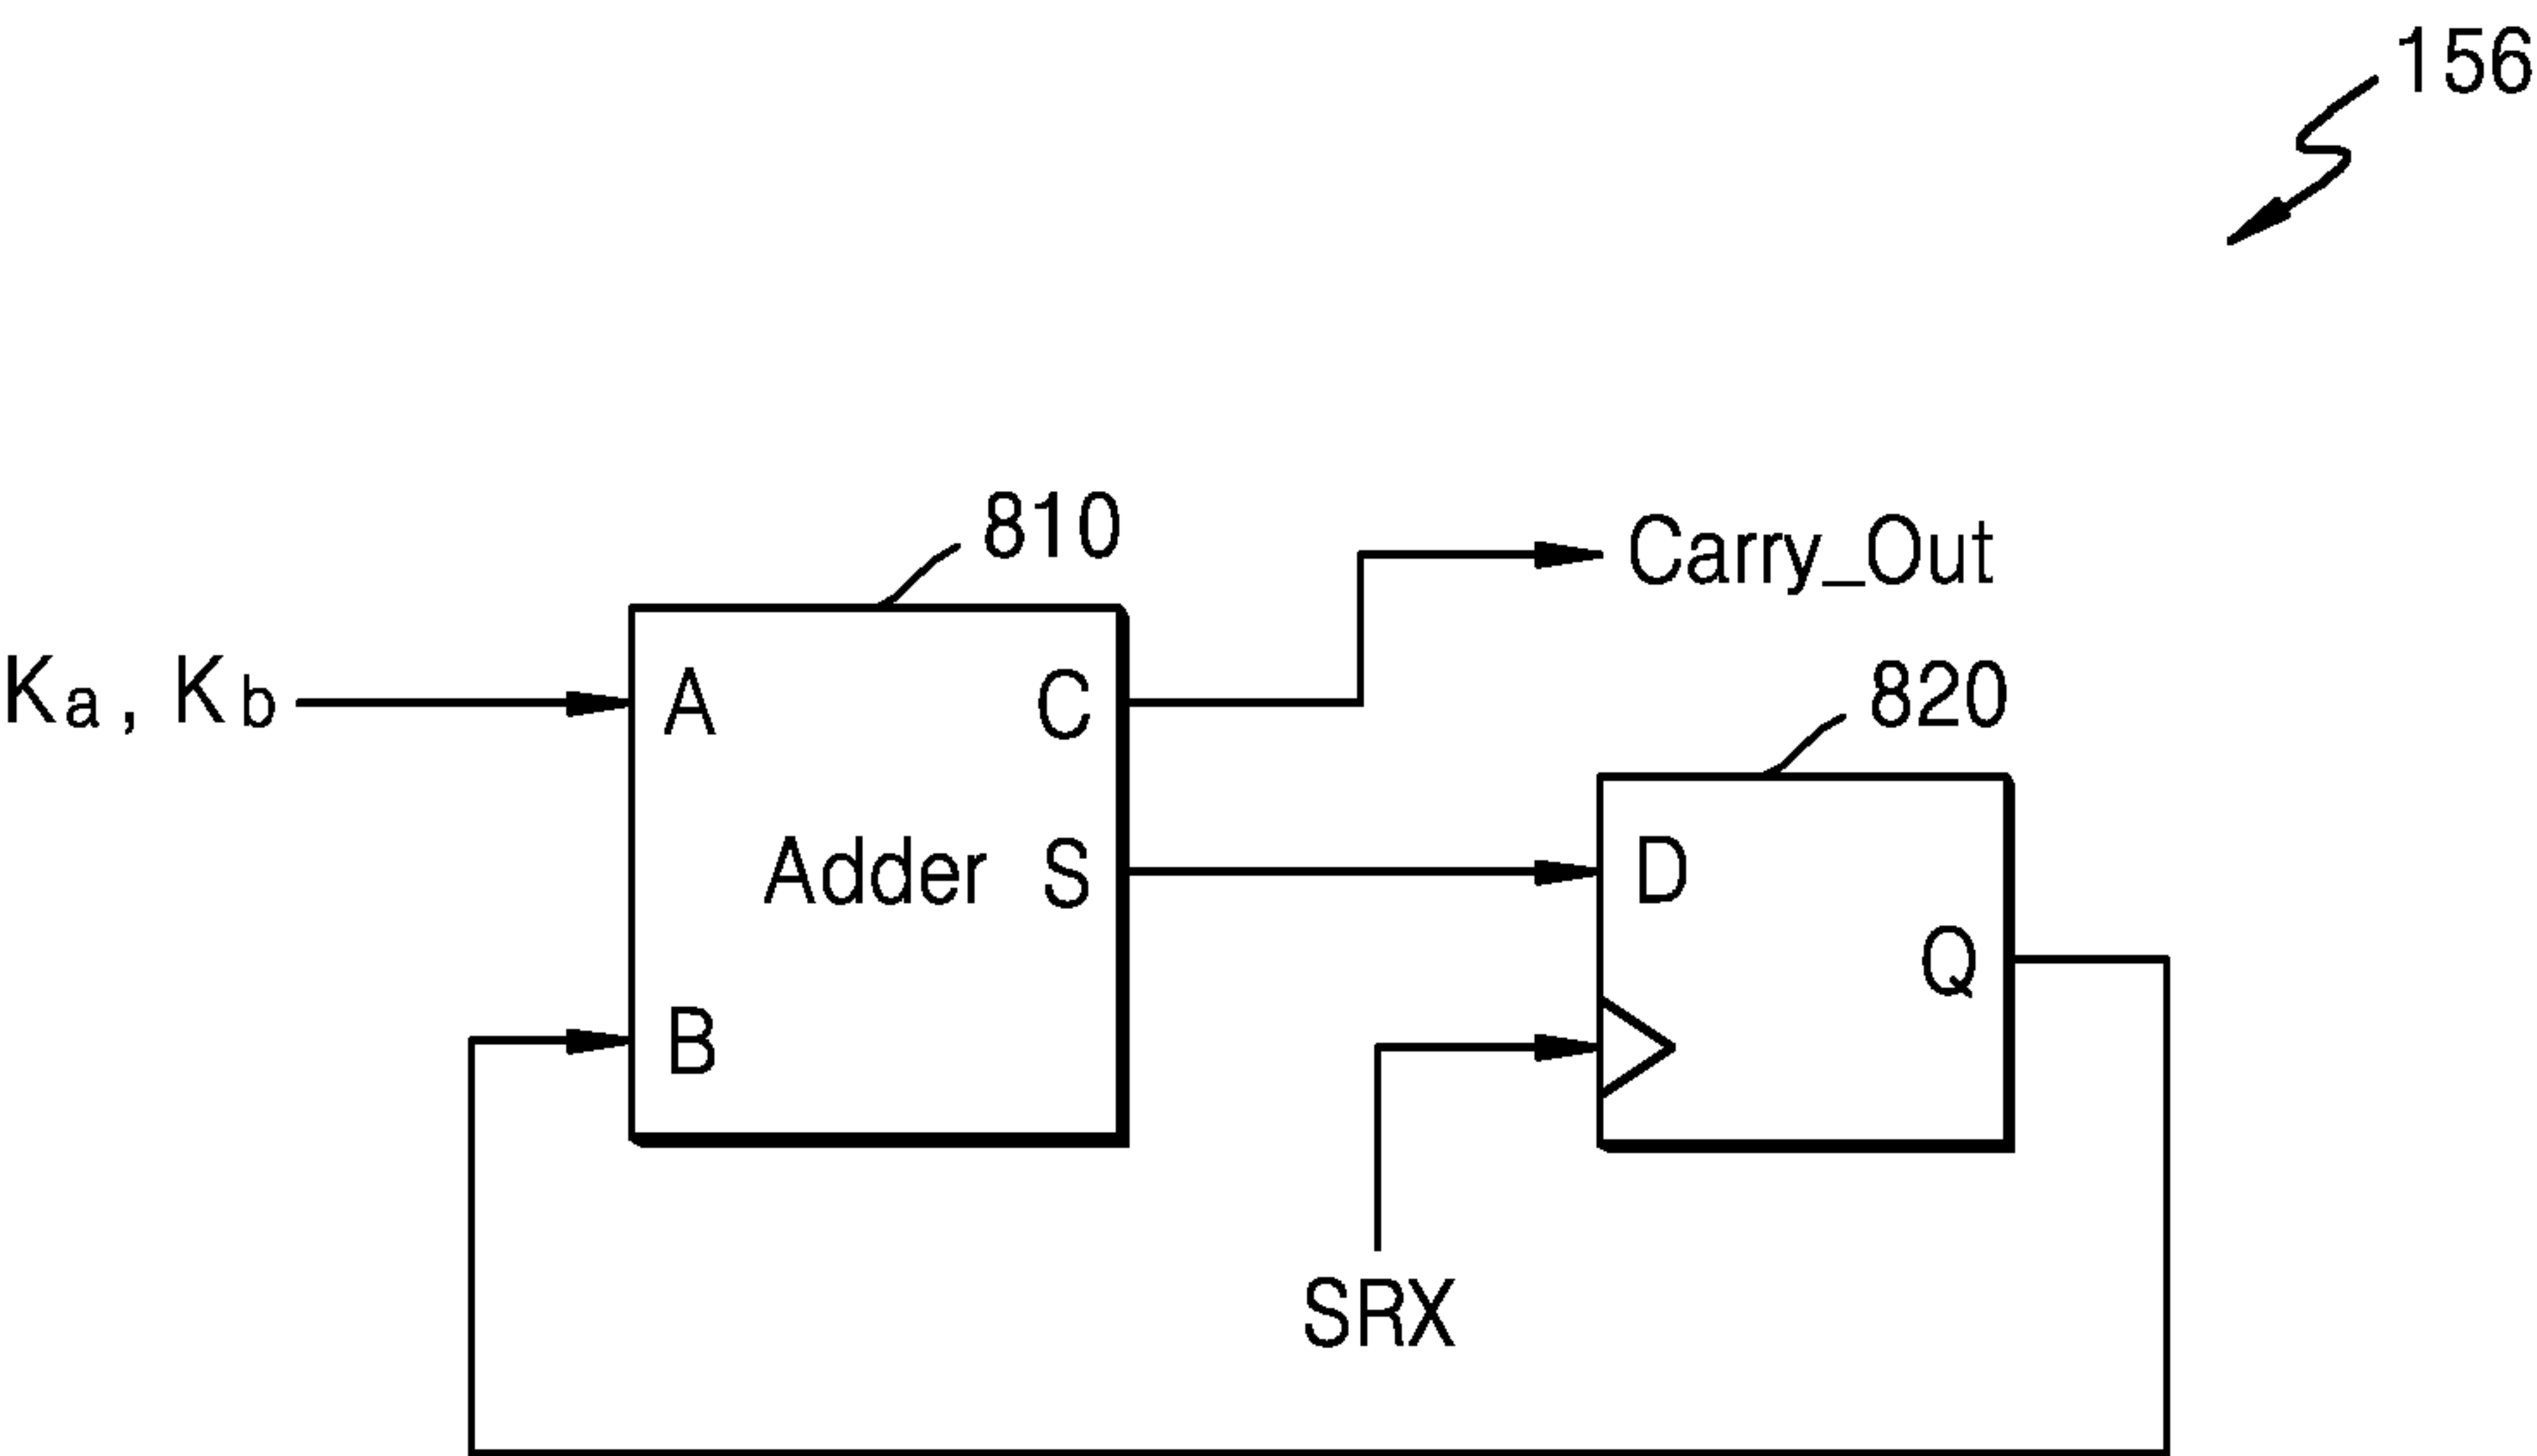 156
810
Carry_Out
Ka, Kb
A
C
820
Adder
S
D
Q
B
SRX